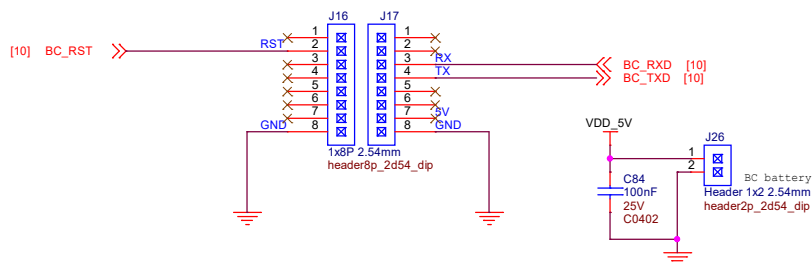 J16
J17
1
2
3
4
5
6
7
8
1
2
3
4
5
6
7
8
[10] BC_RST
RST
GND
RX
TX
5V
GND
BC_RXD [10]
BC_TXD [10]
1x8P 2.54mm
header8p_2d54_dip
VDD_5V
J26
1
2
BC battery
C84
100nF
25V
C0402
Header 1x2 2.54mm
header2p_2d54_dip